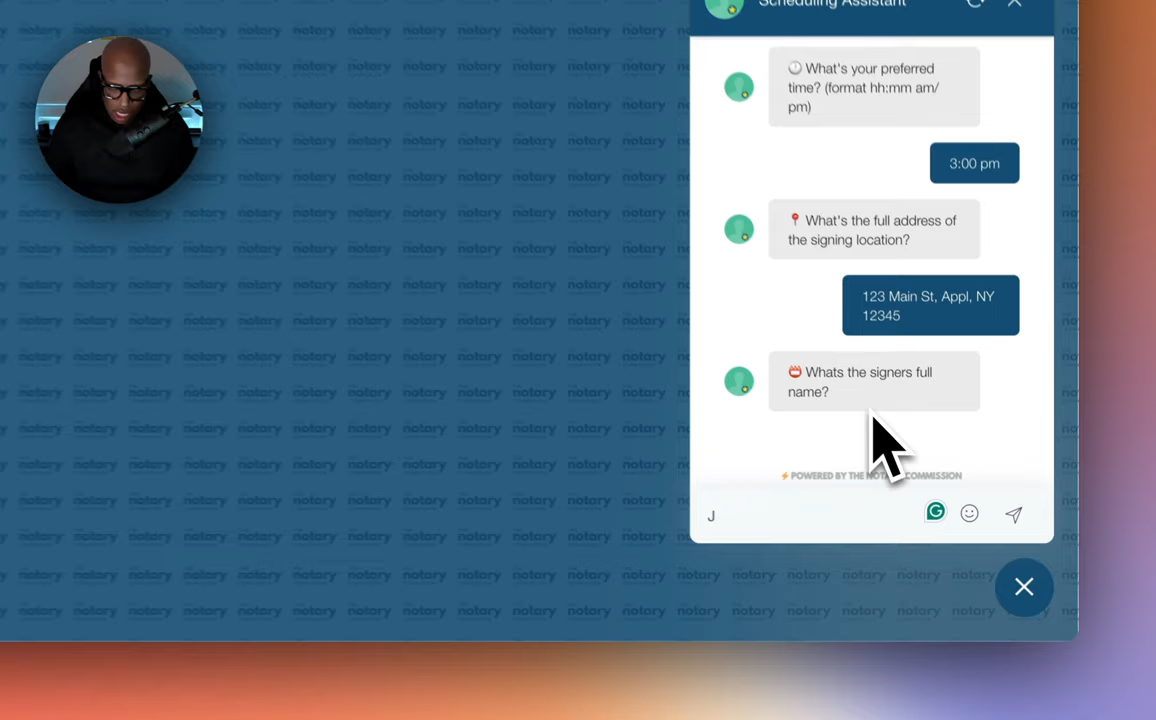 Scheduling Assistant
What's your preferred
time? (format hh:mm am/
pm)
3:00 pm
What's the full address of
the signing location?
123 Main St, Appl, NY
12345
Whats the signers full
name?
POWERED BY THE COMMISSION
J
notary